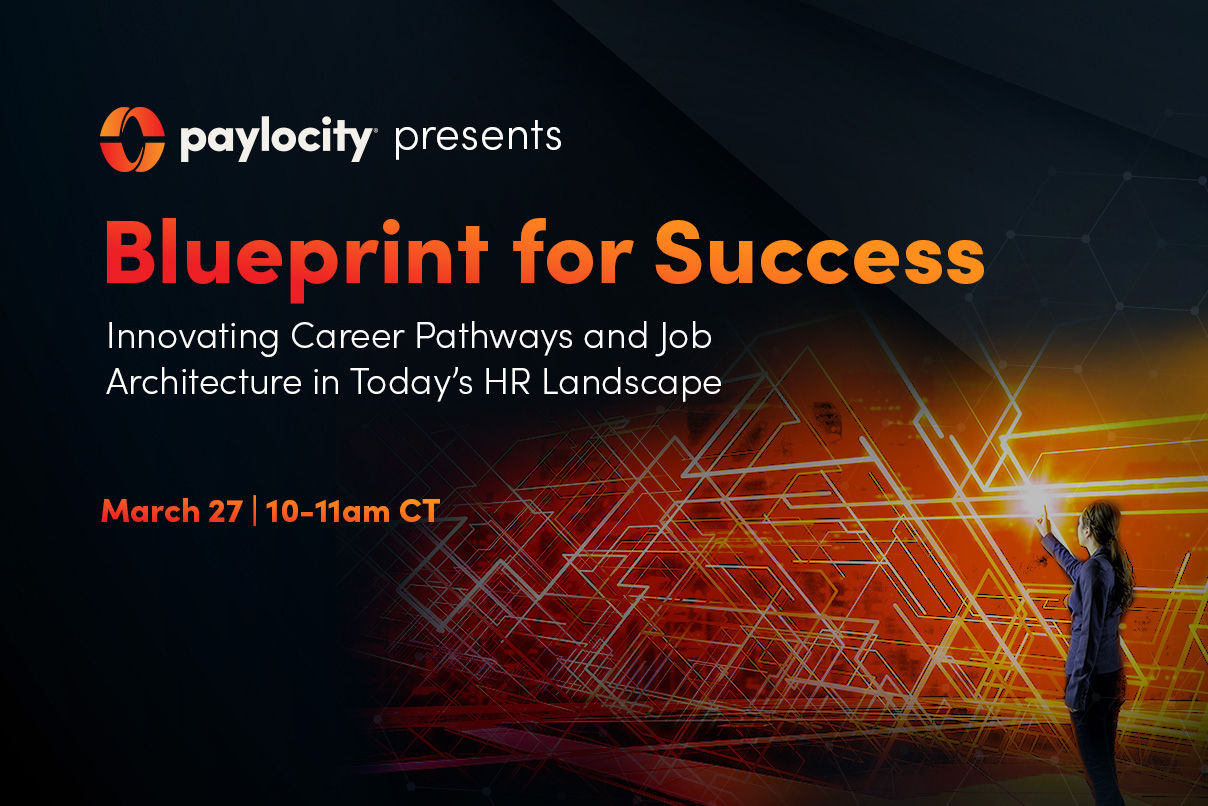 paylocity® presents
Blueprint for Success
Innovating Career Pathways and Job
Architecture in Today’s HR Landscape
March 27 | 10-11am CT